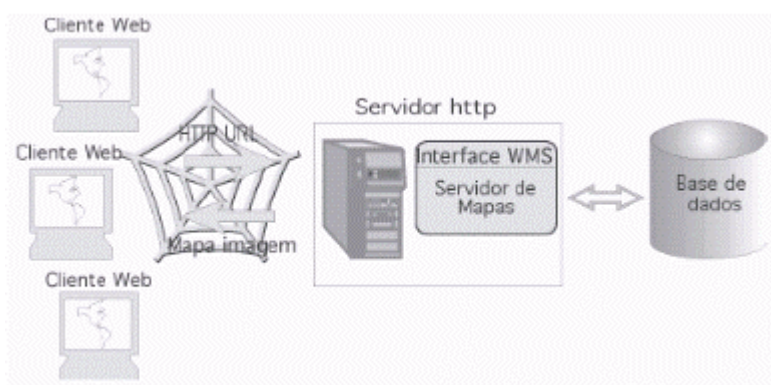 Cliente Web
Cliente Web
Cliente Web
HTTP URL
Mapa imagem
Servidor http
Interface WMS
Servidor de
Mapas
Base de
dados